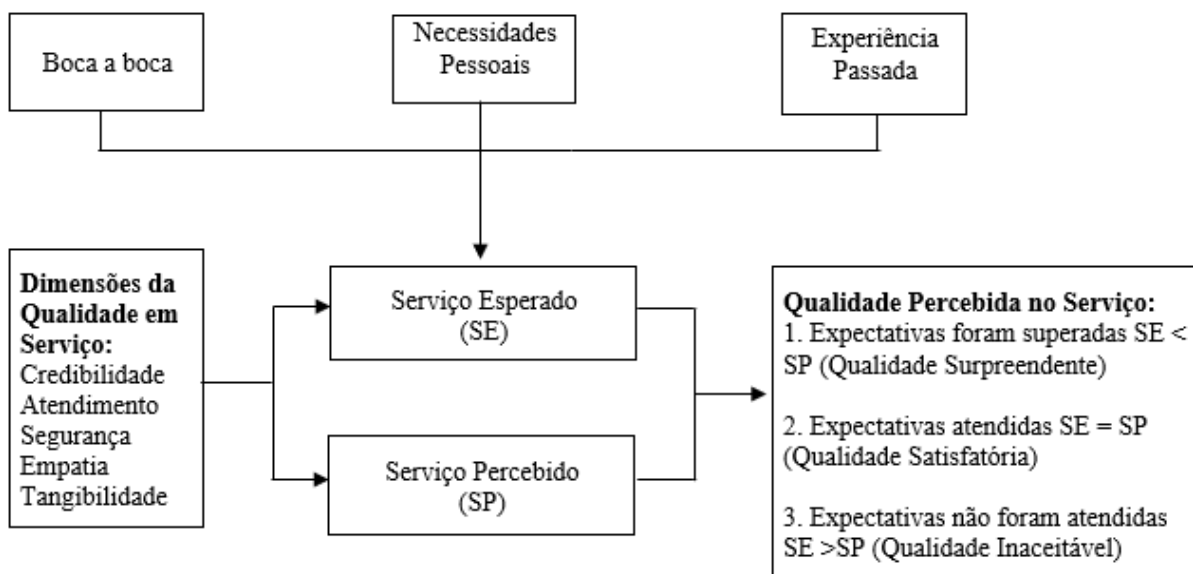 Boca a boca
Necessidades
Pessoais
Experiência
Passada
Dimensões da
Qualidade em
Serviço:
Credibilidade
Atendimento
Segurança
Empatia
Tangibilidade
Serviço Esperado
(SE)
Serviço Percebido
(SP)
Qualidade Percebida no Serviço:
1. Expectativas foram superadas SE <
SP (Qualidade Surpreendente)
2. Expectativas atendidas SE = SP
(Qualidade Satisfatória)
3. Expectativas não foram atendidas
SE >SP (Qualidade Inaceitável)